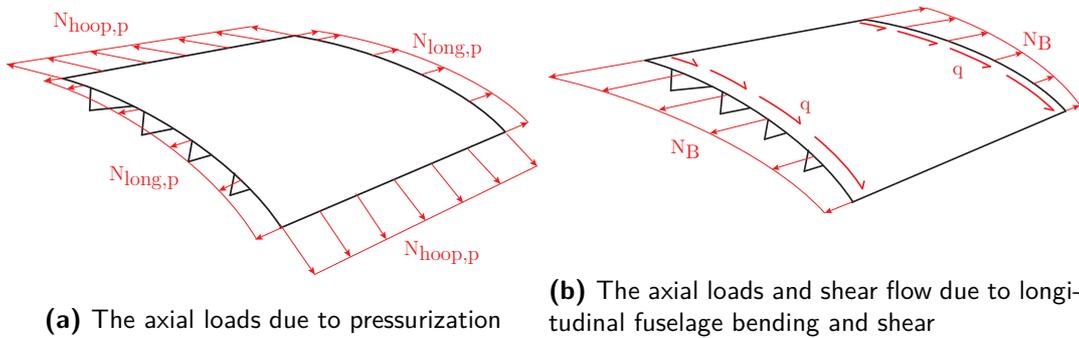 N_hoop,p
N_long,p
N_long,p
N_hoop,p
(a) The axial loads due to pressurization
N_B
q
q
N_B
(b) The axial loads and shear flow due to longi-
tudinal fuselage bending and shear